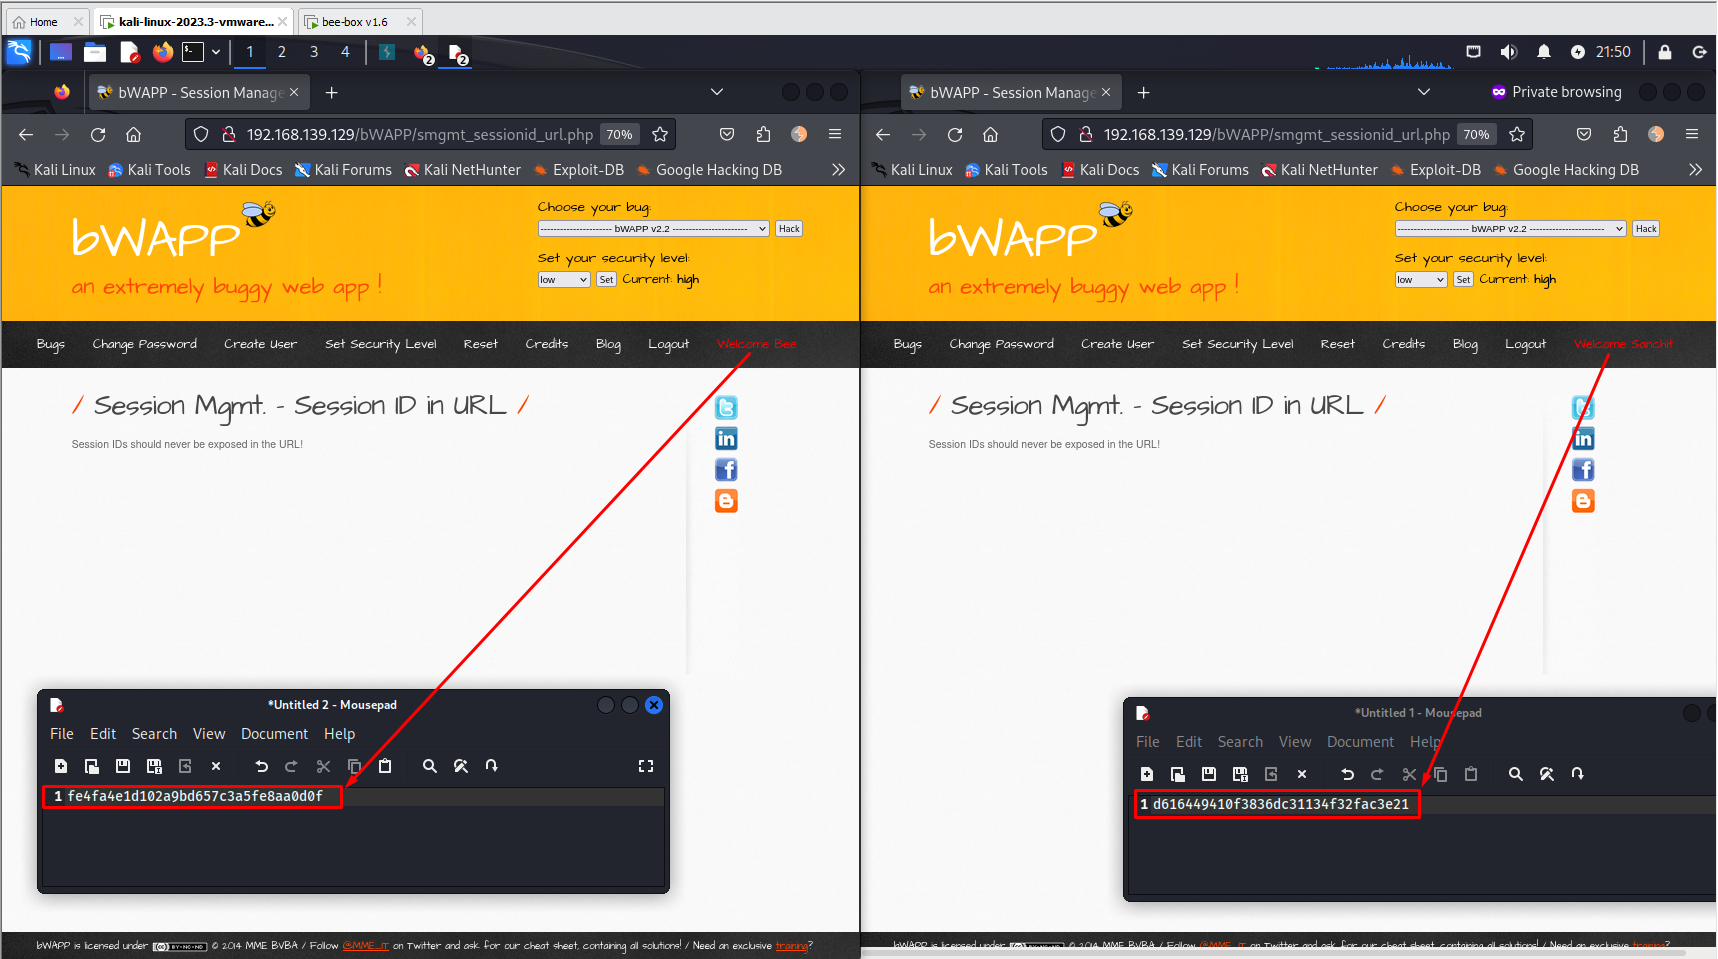 Home
kali-linux-2023.3-vmware...
bee-box v1.6
1 2 3 4
2
2
21:50
bWAPP - Session Manage
192.168.139.129/bWAPP/smgmt_sessionid_url.php 70%
Kali Linux Kali Tools Kali Docs Kali Forums Kali NetHunter Exploit-DB Google Hacking DB
bWAPP
an extremely buggy web app !
Choose your bug:
---------------------- bWAPP v2.2 ----------------------- Hack
Set your security level:
low Set Current: high
Bugs Change Password Create User Set Security Level Reset Credits Blog Logout Welcome Bee
/ Session Mgmt. - Session ID in URL /
Session IDs should never be exposed in the URL!
*Untitled 2 - Mousepad
File Edit Search View Document Help
1 fe4fa4e1d102a9bd657c3a5fe8aa0d0f
bWAPP is licensed under (cc) BY-NC-ND © 2014 MME BVBA / Follow @MME_IT on Twitter and ask for our cheat sheet, containing all solutions! / Need an exclusive training?
bWAPP - Session Manage
Private browsing
192.168.139.129/bWAPP/smgmt_sessionid_url.php 70%
Kali Linux Kali Tools Kali Docs Kali Forums Kali NetHunter Exploit-DB Google Hacking DB
bWAPP
an extremely buggy web app !
Choose your bug:
---------------------- bWAPP v2.2 ----------------------- Hack
Set your security level:
low Set Current: high
Bugs Change Password Create User Set Security Level Reset Credits Blog Logout Welcome Sanchit
/ Session Mgmt. - Session ID in URL /
Session IDs should never be exposed in the URL!
*Untitled 1 - Mousepad
File Edit Search View Document Help
1 d616449410f3836dc31134f32fac3e21
bWAPP is licensed under © 2014 MME BVBA / Follow @MME_IT on Twitter and ask for our cheat sheet, containing all solutions! / Need an exclusive training?